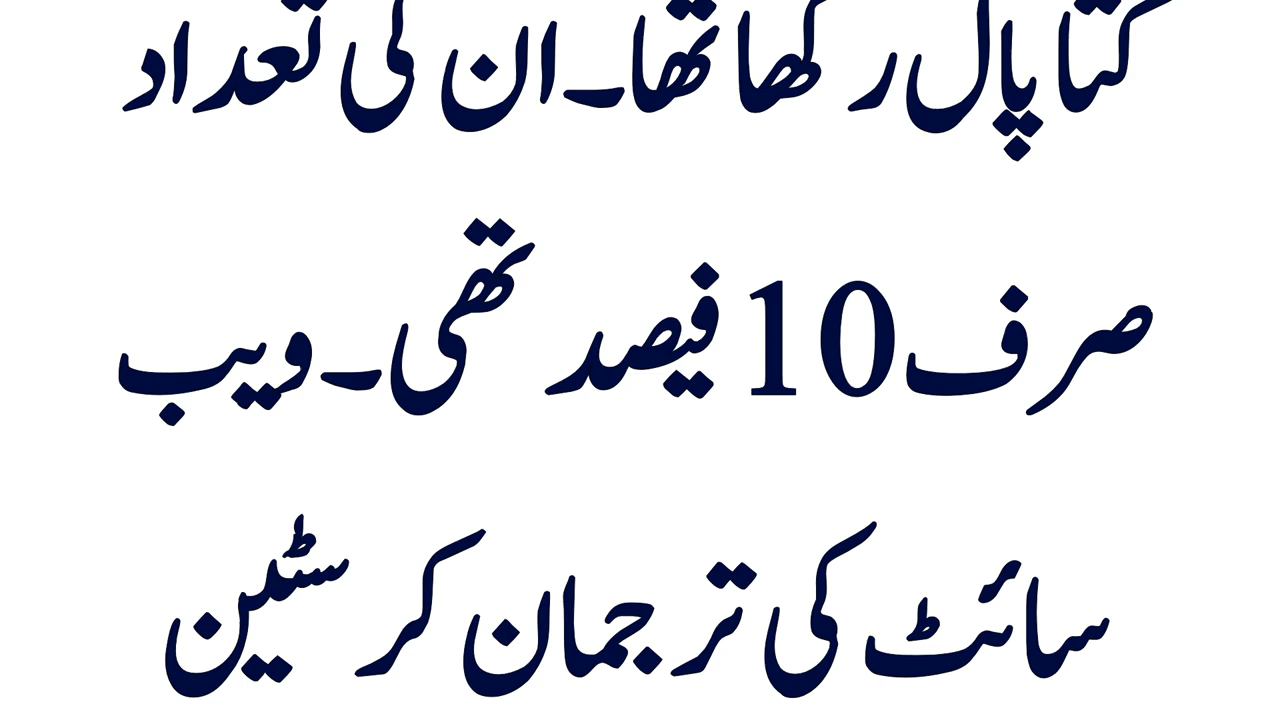 کتا پال رکھا تھا۔ ان کی تعداد
صرف 10 فیصد تھی۔ ویب
سائٹ کی ترجمان کرسٹین